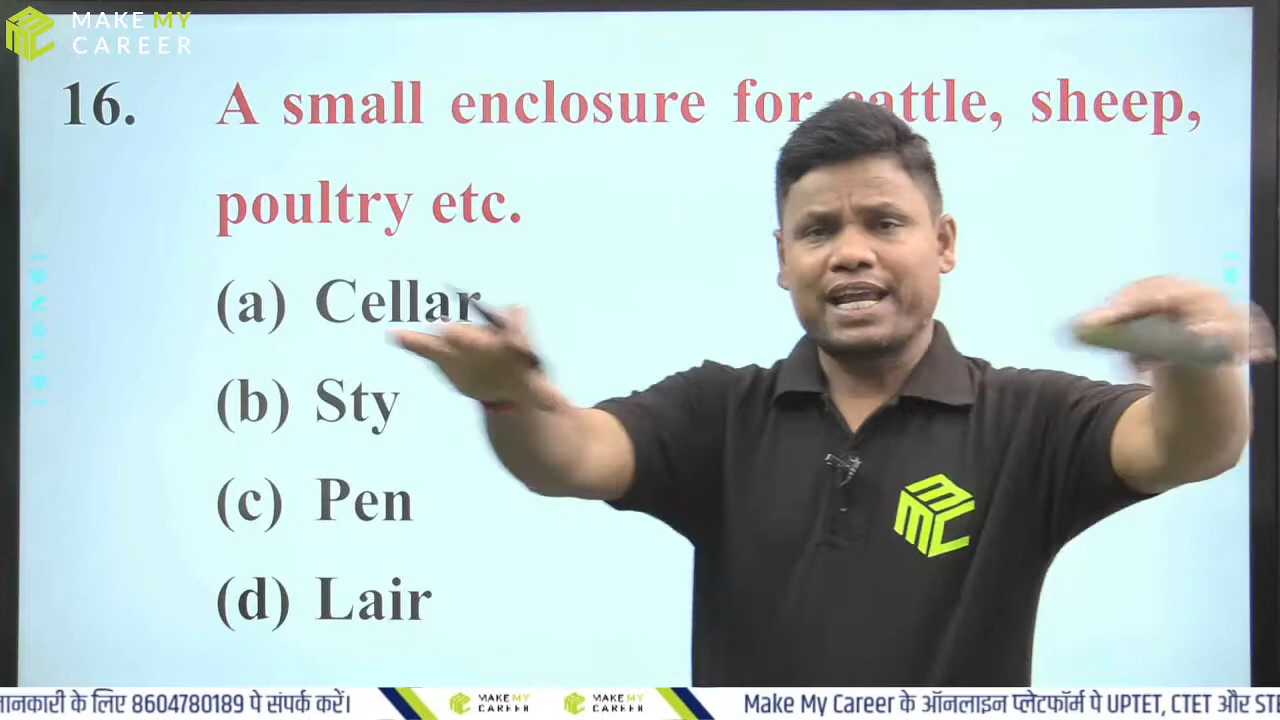 MAKE MY
CAREER
16. A small enclosure for cattle, sheep,
poultry etc.
(a) Cellar
(b) Sty
(c) Pen
(d) Lair
के लिए 8604780189 पे संपर्क करें। MAKE MY CAREER MAKE MY CAREER Make My Career के ऑनलाइन प्लेटफॉर्म पे UPTET, CTET और